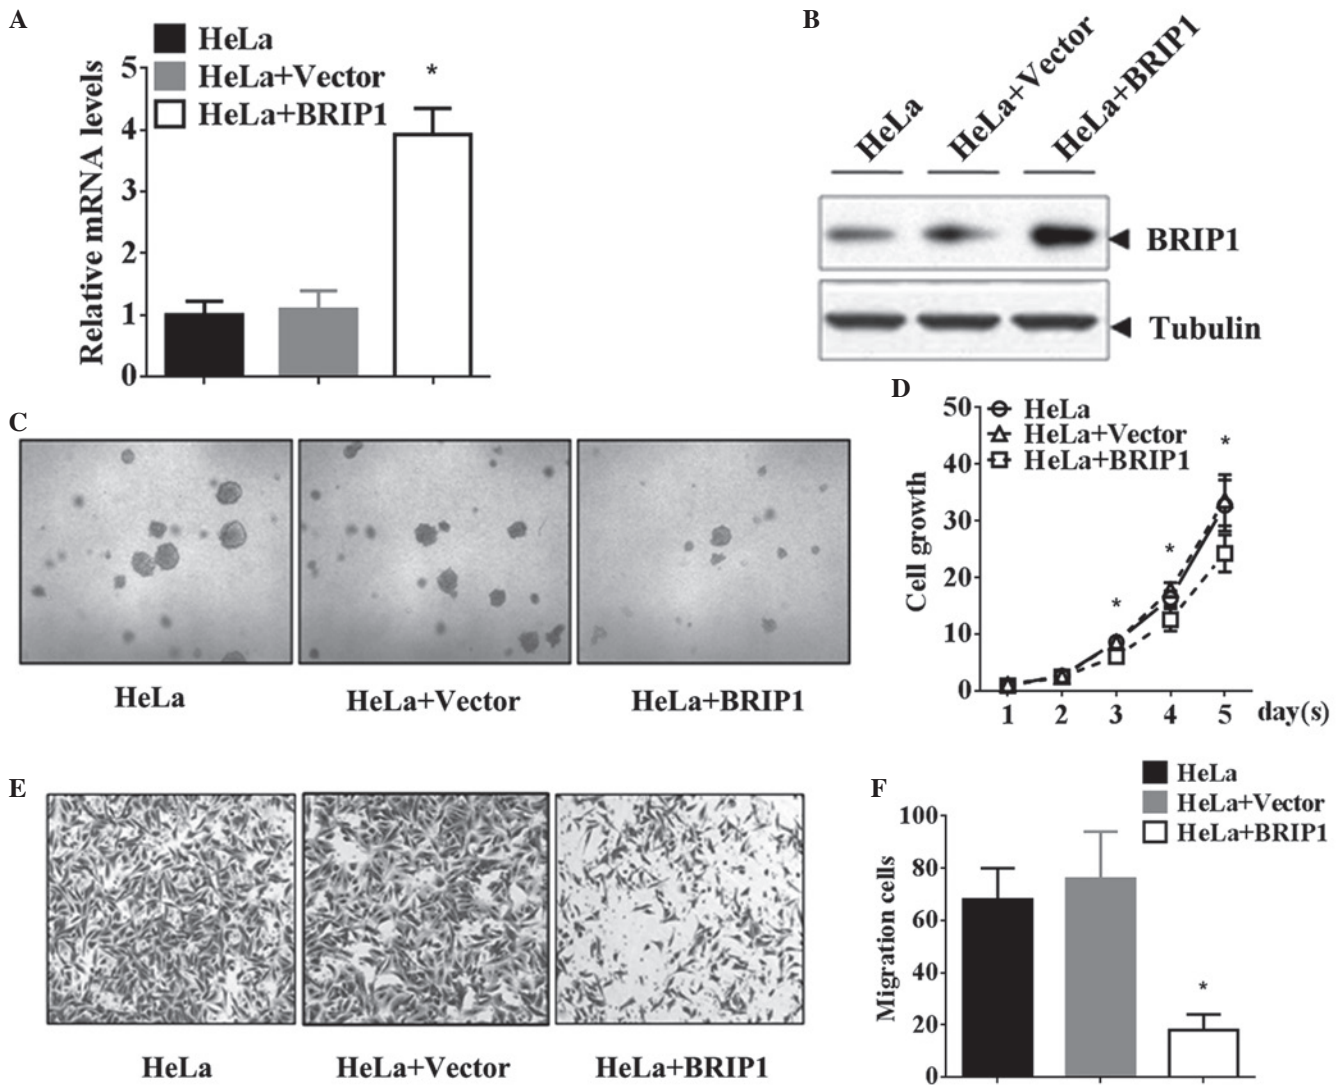 A
HeLa
HeLa+Vector
HeLa+BRIP1
Relative mRNA levels
5
4
3
2
1
0
*
B
HeLa
HeLa+Vector
HeLa+BRIP1
BRIP1
Tubulin
C
HeLa
HeLa+Vector
HeLa+BRIP1
D
HeLa
HeLa+Vector
HeLa+BRIP1
Cell growth
50
40
30
20
10
0
*
*
*
1 2 3 4 5 day(s)
E
HeLa
HeLa+Vector
HeLa+BRIP1
F
HeLa
HeLa+Vector
HeLa+BRIP1
Migration cells
100
80
60
40
20
0
*